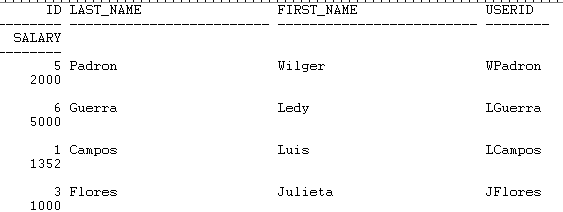 ID LAST_NAME FIRST_NAME USERID
SALARY
5 Padron Wilger WPadron
2000
6 Guerra Ledy LGuerra
5000
1 Campos Luis LCampos
1352
3 Flores Julieta JFlores
1000